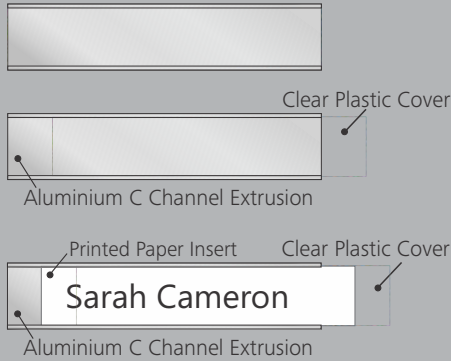 Clear Plastic Cover
Aluminium C Channel Extrusion
Printed Paper Insert
Clear Plastic Cover
Sarah Cameron
Aluminium C Channel Extrusion